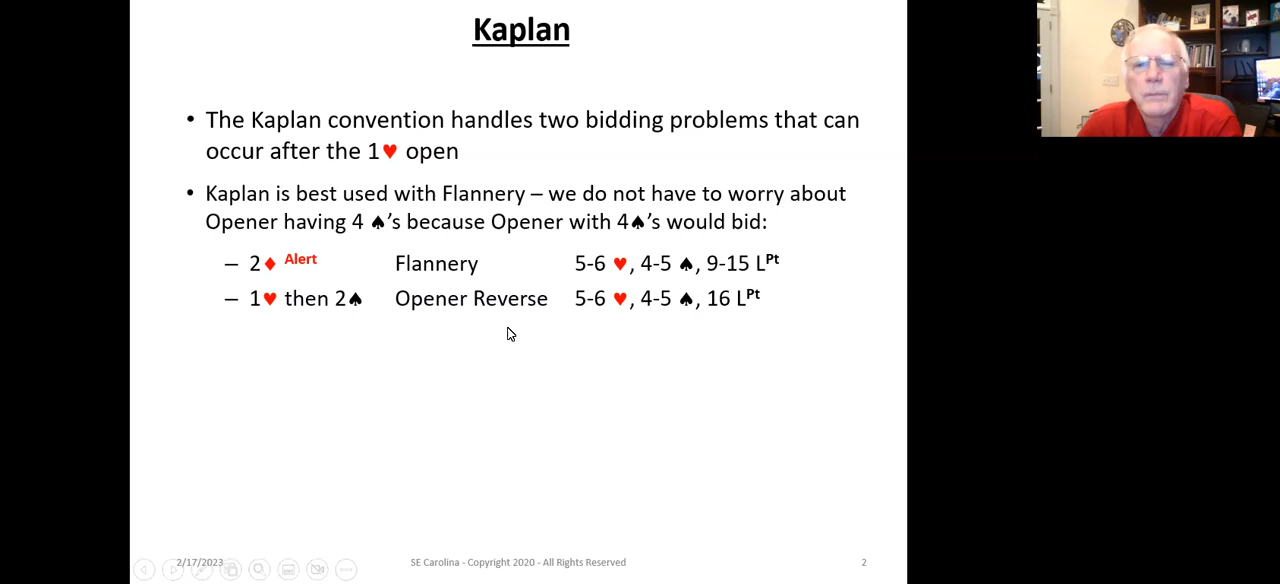 Kaplan
• The Kaplan convention handles two bidding problems that can
occur after the 1♥ open
• Kaplan is best used with Flannery – we do not have to worry about
Opener having 4 ♠'s because Opener with 4♠'s would bid:
– 2♦ Alert Flannery 5-6 ♥, 4-5 ♠, 9-15 LPt
– 1♥ then 2♠ Opener Reverse 5-6 ♥, 4-5 ♠, 16 LPt
2/17/2023 SE Carolina - Copyright 2020 - All Rights Reserved 2